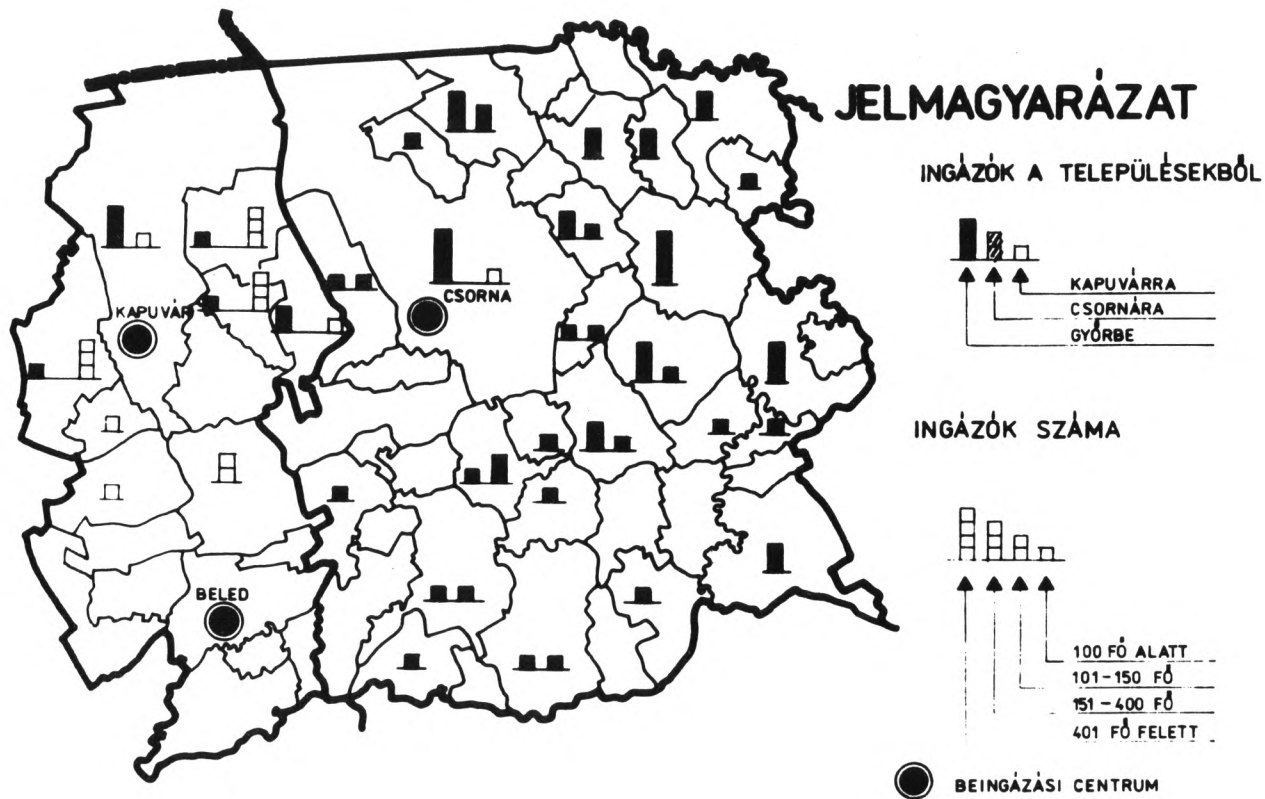 JELMAGYARÁZAT
INGÁZÓK A TELEPÜLÉSEKBŐL
KAPUVÁRRA
CSORNÁRA
GYŐRBE
INGÁZÓK SZÁMA
100 FŐ ALATT
101-150 FŐ
151-400 FŐ
401 FŐ FELETT
BEINGÁZÁSI CENTRUM
KAPUVÁR
CSORNA
BELED